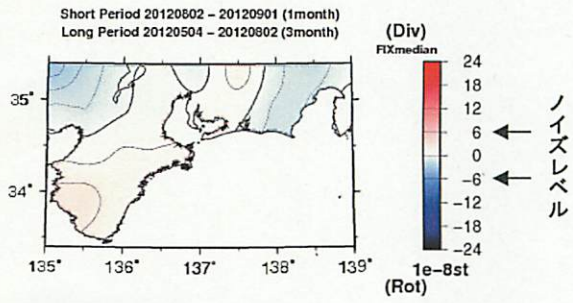 Short Period 20120802 − 20120901 (1month)
Long Period 20120504 − 20120802 (3month)
(Div)
FIXmedian
24
18
12
6
0
−6
−12
−18
−24
1e−8st
(Rot)
ノイズレベル
35˚
34˚
135˚ 136˚ 137˚ 138˚ 139˚